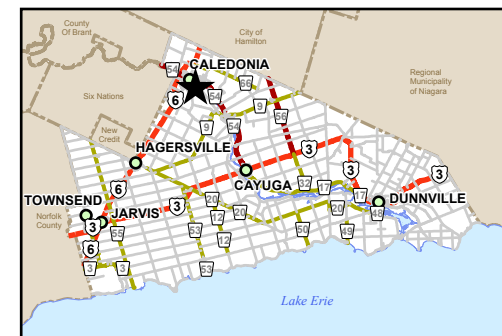 County
Of Brant
City of
Hamilton
CALEDONIA
54
6
54
66
Regional
Municipality
of Niagara
Six Nations
9
56
New
Credit
9
54
HAGERSVILLE
3
6
3
3
CAYUGA
32
17
17
TOWNSEND
3
20
20
DUNNVILLE
Norfolk
County
3
JARVIS
12
20
48
55
53
12
50
49
6
3
3
53
Lake Erie